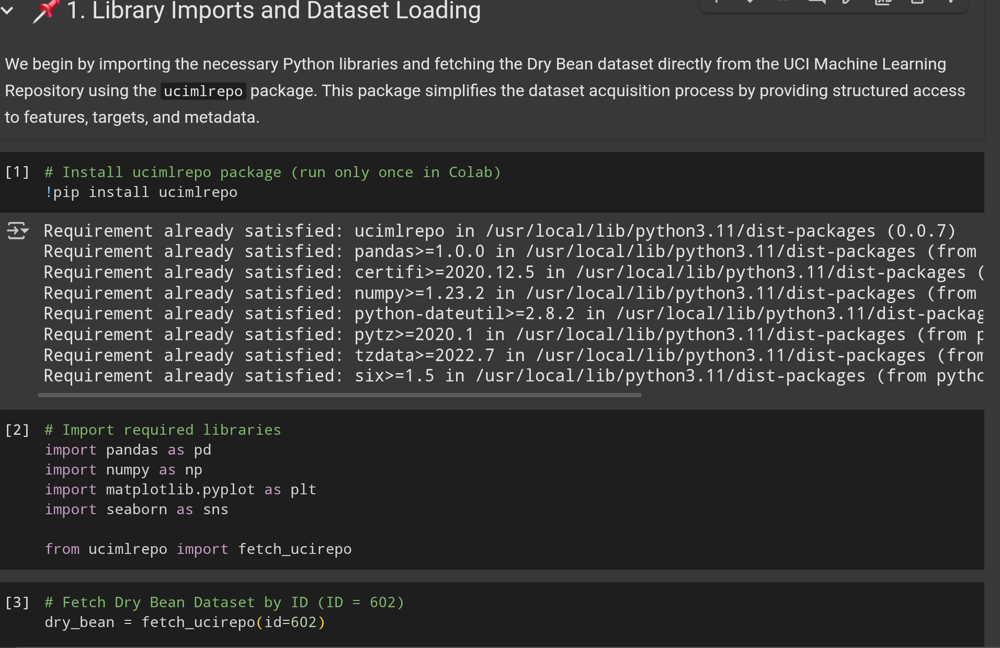 1. Library Imports and Dataset Loading
We begin by importing the necessary Python libraries and fetching the Dry Bean dataset directly from the UCI Machine Learning
Repository using the ucimlrepo package. This package simplifies the dataset acquisition process by providing structured access
to features, targets, and metadata.
[1] # Install ucimlrepo package (run only once in Colab)
!pip install ucimlrepo
Requirement already satisfied: ucimlrepo in /usr/local/lib/python3.11/dist-packages (0.0.7)
Requirement already satisfied: pandas>=1.0.0 in /usr/local/lib/python3.11/dist-packages (from
Requirement already satisfied: certifi>=2020.12.5 in /usr/local/lib/python3.11/dist-packages (
Requirement already satisfied: numpy>=1.23.2 in /usr/local/lib/python3.11/dist-packages (from
Requirement already satisfied: python-dateutil>=2.8.2 in /usr/local/lib/python3.11/dist-packag
Requirement already satisfied: pytz>=2020.1 in /usr/local/lib/python3.11/dist-packages (from p
Requirement already satisfied: tzdata>=2022.7 in /usr/local/lib/python3.11/dist-packages (from
Requirement already satisfied: six>=1.5 in /usr/local/lib/python3.11/dist-packages (from pytho
[2] # Import required libraries
import pandas as pd
import numpy as np
import matplotlib.pyplot as plt
import seaborn as sns
from ucimlrepo import fetch_ucirepo
[3] # Fetch Dry Bean Dataset by ID (ID = 602)
dry_bean = fetch_ucirepo(id=602)